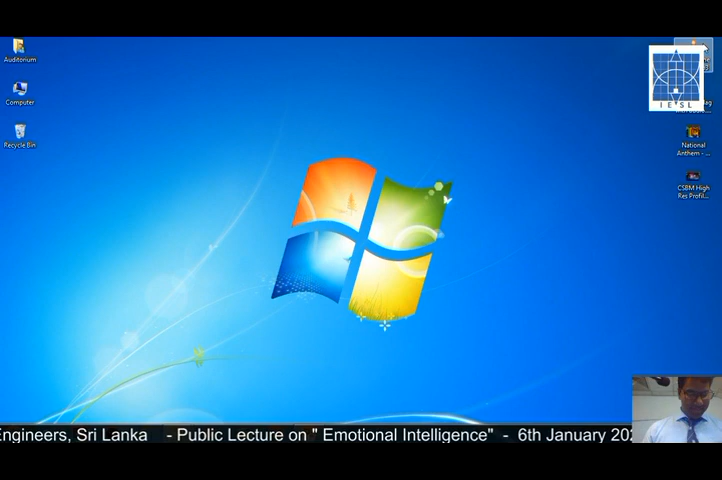 Auditorium
Computer
Recycle Bin
IESL
National
Anthem - ...
CSBM High
Res Profil...
Engineers, Sri Lanka - Public Lecture on " Emotional Intelligence" - 6th January 202